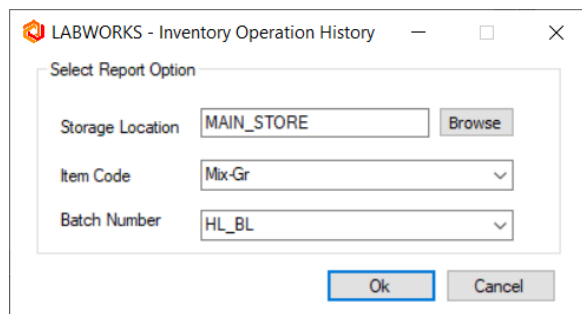 LABWORKS - Inventory Operation History
Select Report Option
Storage Location MAIN_STORE Browse
Item Code Mix-Gr
Batch Number HL_BL
Ok Cancel